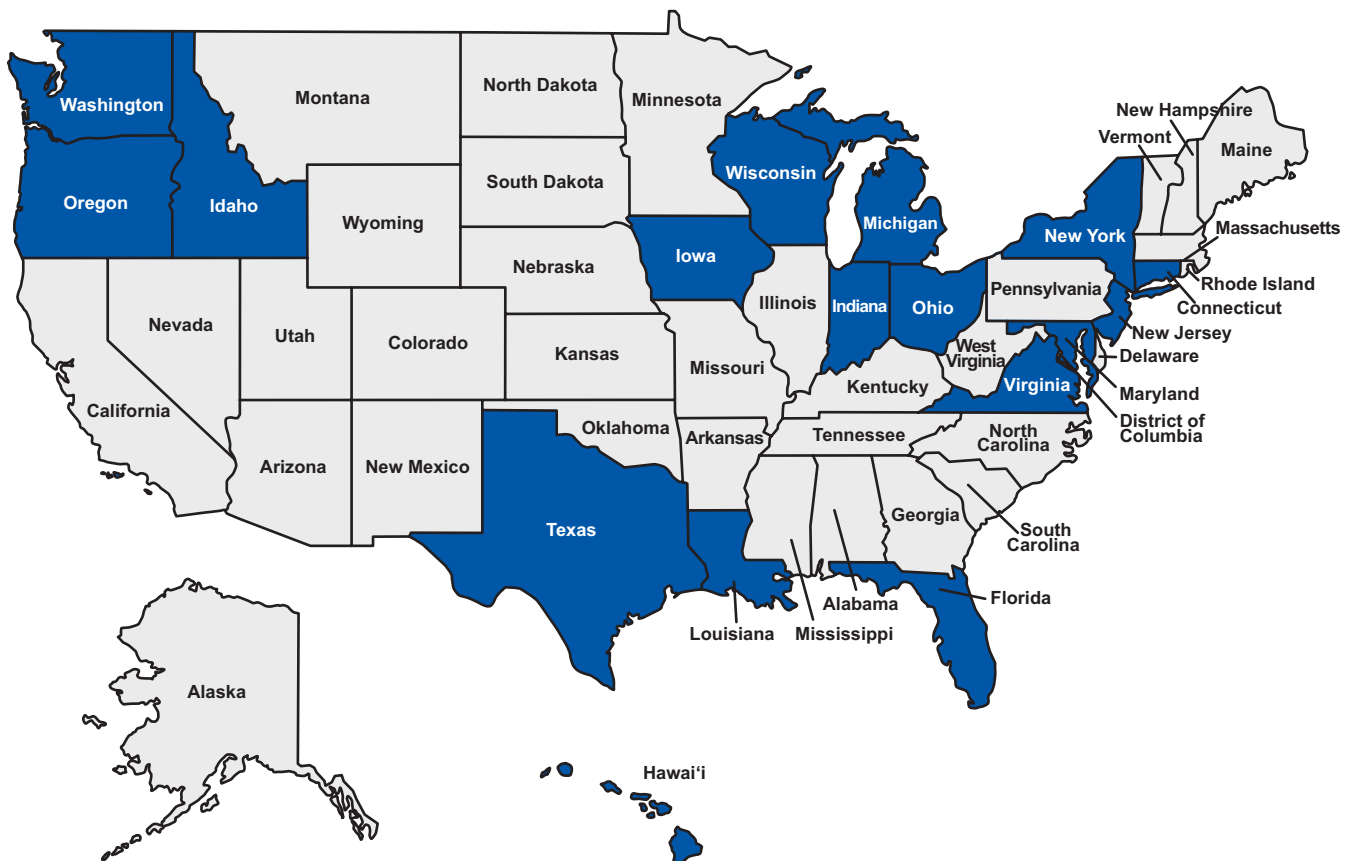 New Hampshire
Vermont
Maine
Washington
Montana
North Dakota
Minnesota
Oregon
Idaho
Wyoming
South Dakota
Wisconsin
Michigan
New York
Massachusetts
Rhode Island
Connecticut
New Jersey
Delaware
Maryland
District of
Columbia
Nevada
Utah
Colorado
Nebraska
Iowa
Illinois
Indiana
Ohio
Pennsylvania
West
Virginia
Virginia
California
Kansas
Missouri
Kentucky
Arizona
New Mexico
Oklahoma
Arkansas
Tennessee
North
Carolina
Texas
Georgia
South
Carolina
Louisiana
Mississippi
Alabama
Florida
Alaska
Hawai‘i